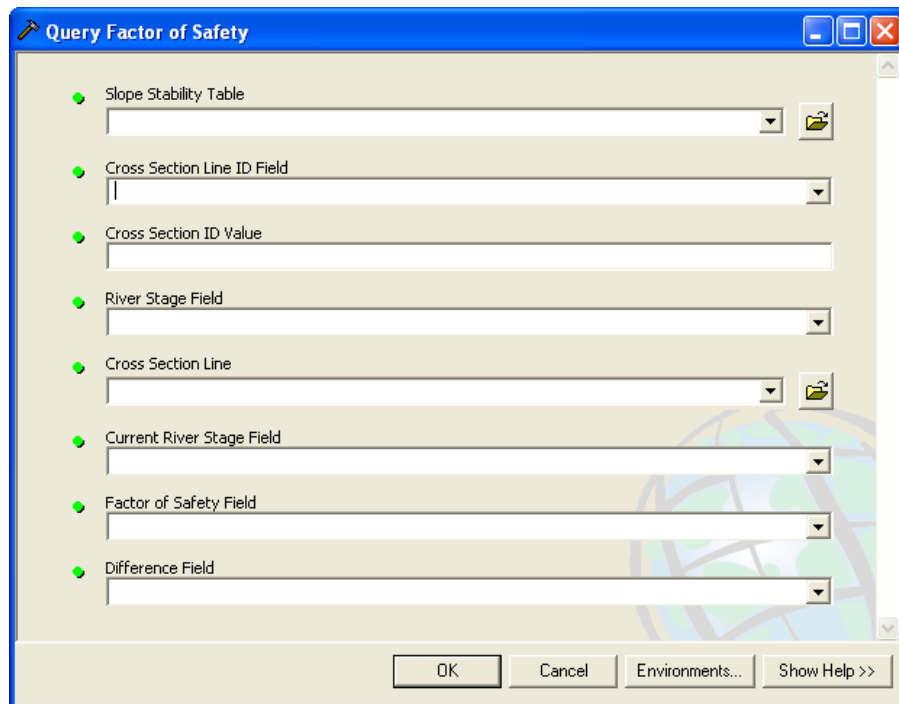 Query Factor of Safety
Slope Stability Table
Cross Section Line ID Field
Cross Section ID Value
River Stage Field
Cross Section Line
Current River Stage Field
Factor of Safety Field
Difference Field
OK Cancel Environments... Show Help >>